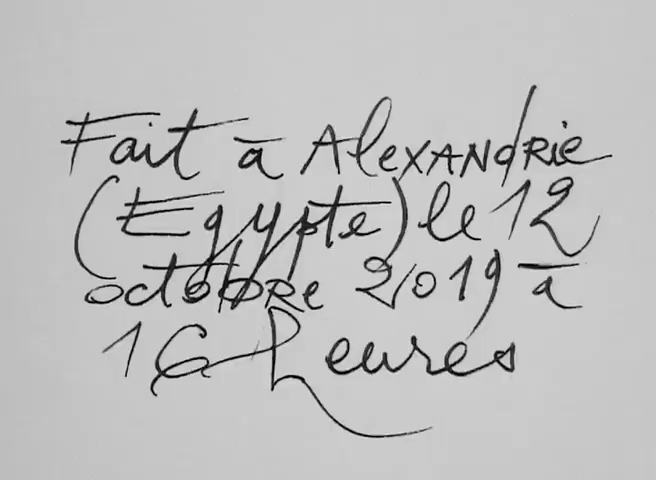 Fait à Alexandrie
(Egypte) le 12
octobre 2019 à
16 heures